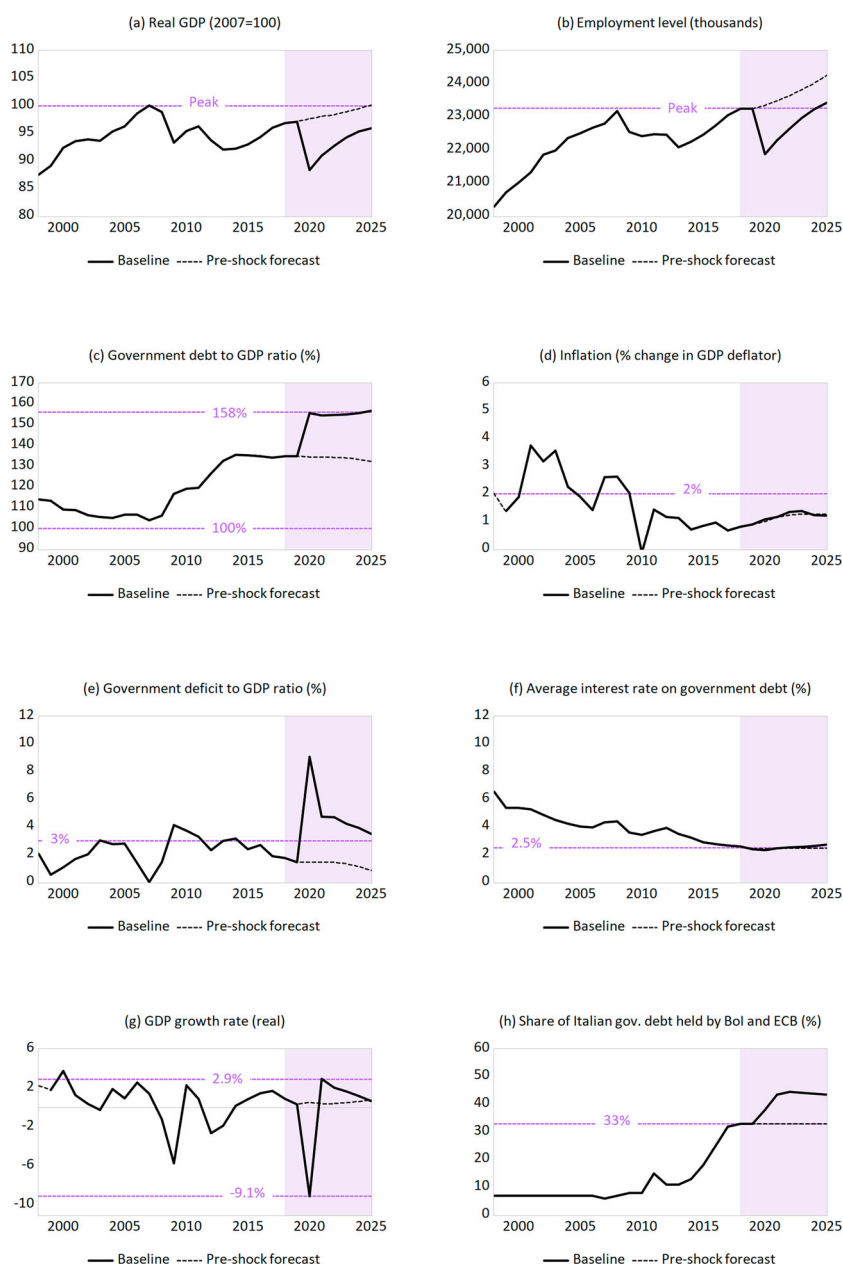 (a) Real GDP (2007=100)
110
105
100
95
90
85
80
Peak
2000 2005 2010 2015 2020 2025
Baseline Pre-shock forecast
(b) Employment level (thousands)
25,000
24,000
23,000
22,000
21,000
20,000
Peak
2000 2005 2010 2015 2020 2025
Baseline Pre-shock forecast
(c) Government debt to GDP ratio (%)
170
160
150
140
130
120
110
100
90
158%
100%
2000 2005 2010 2015 2020 2025
Baseline Pre-shock forecast
(d) Inflation (% change in GDP deflator)
6
5
4
3
2
1
0
2%
2000 2005 2010 2015 2020 2025
Baseline Pre-shock forecast
(e) Government deficit to GDP ratio (%)
12
10
8
6
4
2
0
3%
2000 2005 2010 2015 2020 2025
Baseline Pre-shock forecast
(f) Average interest rate on government debt (%)
12
10
8
6
4
2
0
2.5%
2000 2005 2010 2015 2020 2025
Baseline Pre-shock forecast
(g) GDP growth rate (real)
6
2
-2
-6
-10
2.9%
-9.1%
2000 2005 2010 2015 2020 2025
Baseline Pre-shock forecast
(h) Share of Italian gov. debt held by BoI and ECB (%)
60
50
40
30
20
10
0
33%
2000 2005 2010 2015 2020 2025
Baseline Pre-shock forecast